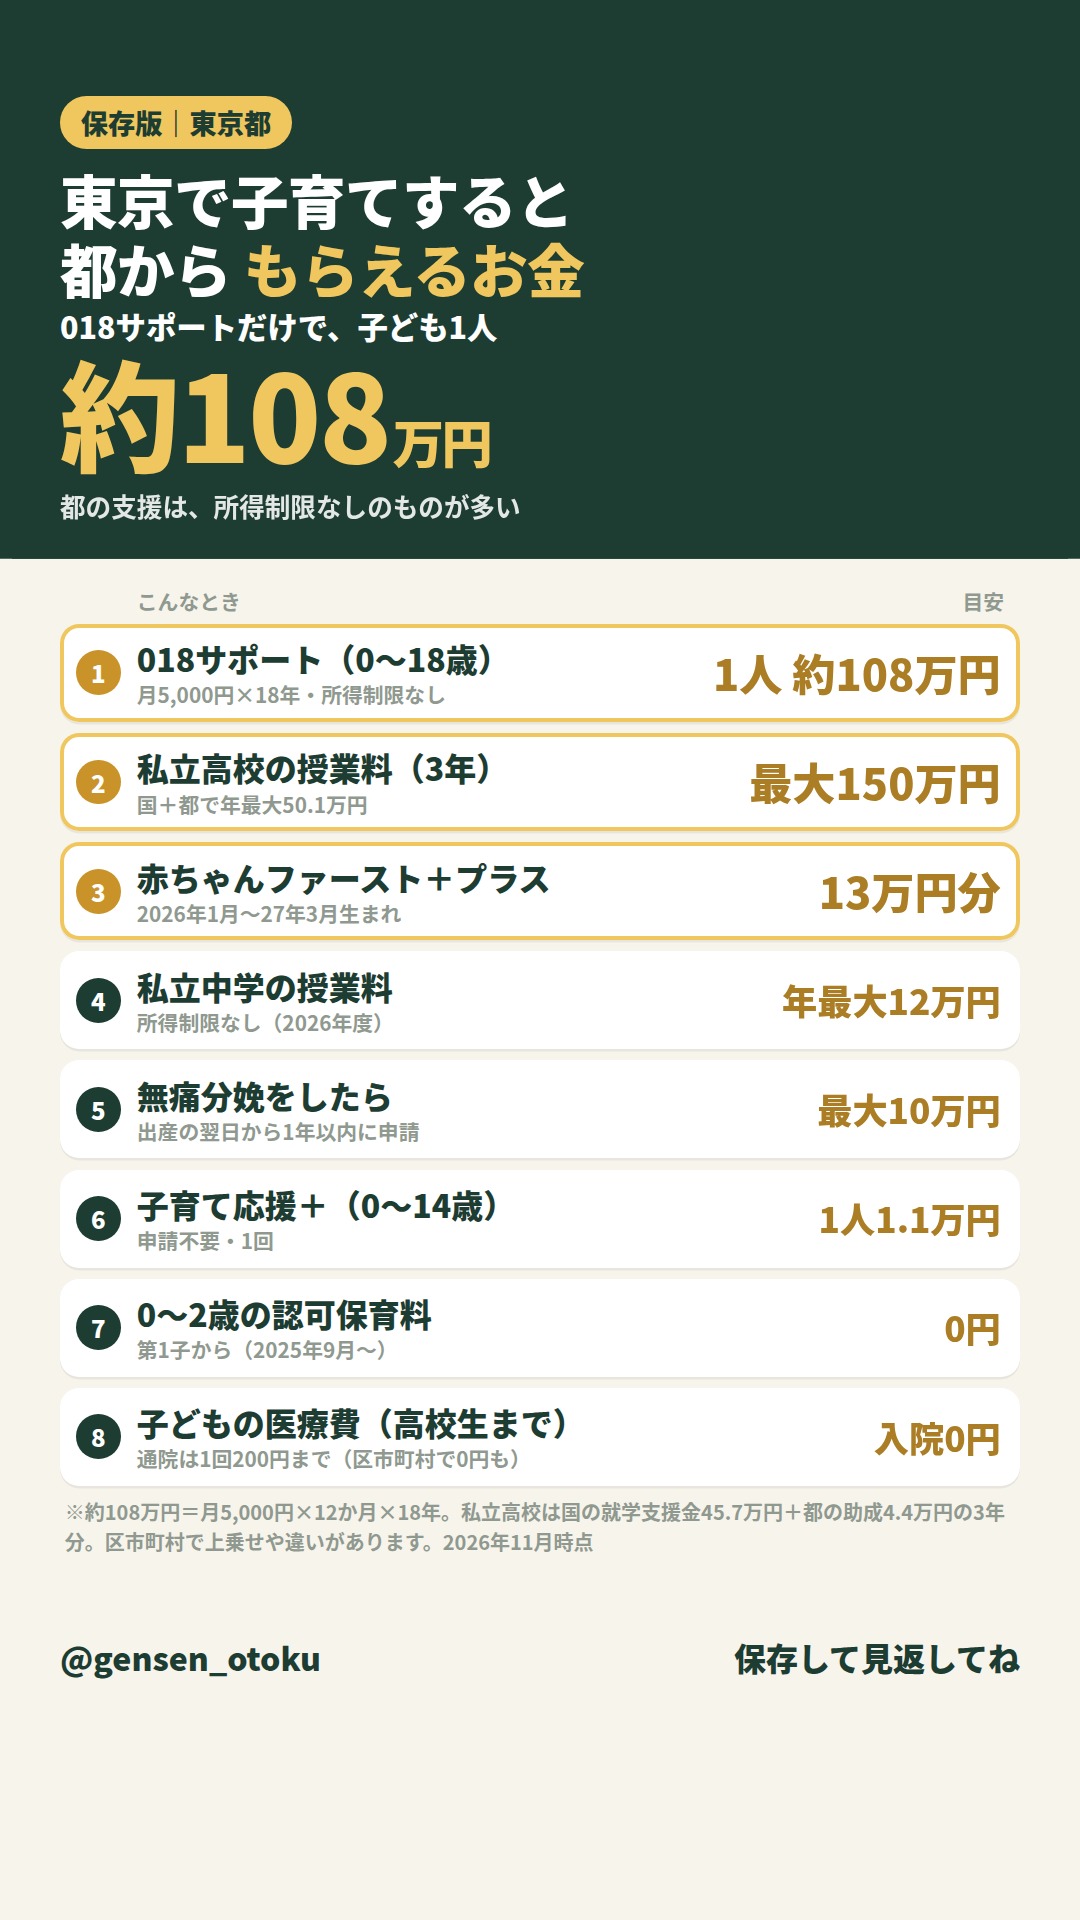 保存版｜東京都
東京で子育てすると
都から もらえるお金
018サポートだけで、子ども1人
約108万円
都の支援は、所得制限なしのものが多い
こんなとき 目安
1 018サポート（0〜18歳） 1人 約108万円
月5,000円×18年・所得制限なし
2 私立高校の授業料（3年） 最大150万円
国＋都で年最大50.1万円
3 赤ちゃんファースト＋プラス 13万円分
2026年1月〜27年3月生まれ
4 私立中学の授業料 年最大12万円
所得制限なし（2026年度）
5 無痛分娩をしたら 最大10万円
出産の翌日から1年以内に申請
6 子育て応援＋（0〜14歳） 1人1.1万円
申請不要・1回
7 0〜2歳の認可保育料 0円
第1子から（2025年9月〜）
8 子どもの医療費（高校生まで） 入院0円
通院は1回200円まで（区市町村で0円も）
※約108万円＝月5,000円×12か月×18年。私立高校は国の就学支援金45.7万円＋都の助成4.4万円の3年
分。区市町村で上乗せや違いがあります。2026年11月時点
@gensen_otoku 保存して見返してね